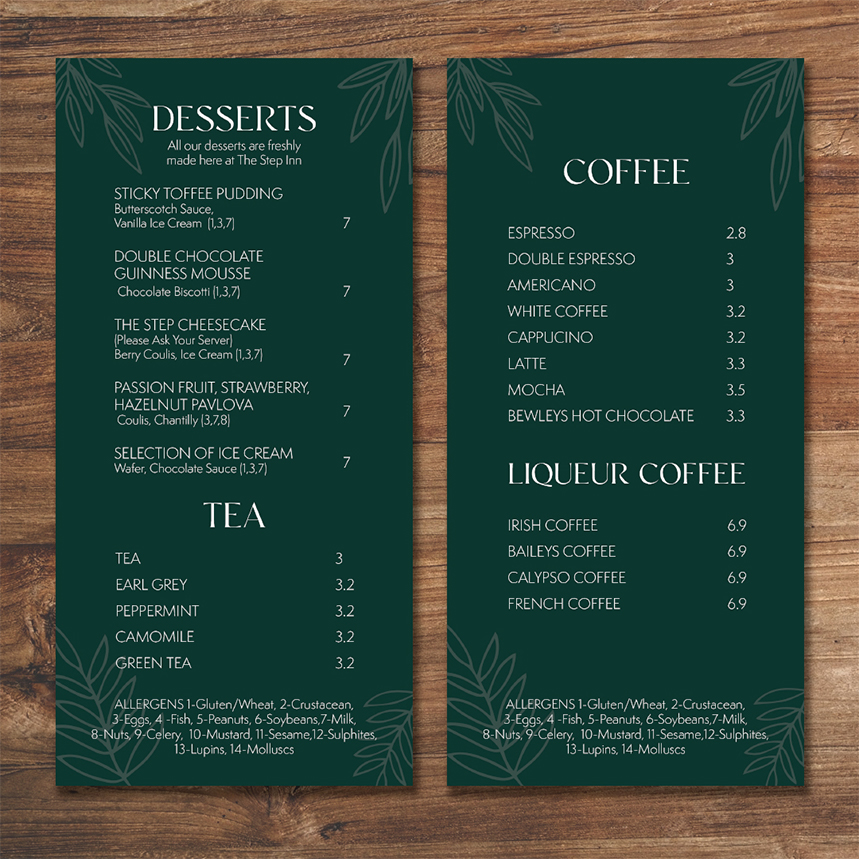 DESSERTS
All our desserts are freshly
made here at The Step Inn
STICKY TOFFEE PUDDING
Butterscotch Sauce,
Vanilla Ice Cream (1,3,7) 7
DOUBLE CHOCOLATE
GUINNESS MOUSSE
Chocolate Biscotti (1,3,7) 7
THE STEP CHEESECAKE
(Please Ask Your Server)
Berry Coulis, Ice Cream (1,3,7) 7
PASSION FRUIT, STRAWBERRY,
HAZELNUT PAVLOVA 7
Coulis, Chantilly (3,7,8)
SELECTION OF ICE CREAM
Wafer, Chocolate Sauce (1,3,7) 7
TEA
TEA 3
EARL GREY 3.2
PEPPERMINT 3.2
CAMOMILE 3.2
GREEN TEA 3.2
ALLERGENS 1-Gluten/Wheat, 2-Crustacean,
3-Eggs, 4 -Fish, 5-Peanuts, 6-Soybeans,7-Milk,
8-Nuts, 9-Celery, 10-Mustard, 11-Sesame,12-Sulphites,
13-Lupins, 14-Molluscs
COFFEE
ESPRESSO 2.8
DOUBLE ESPRESSO 3
AMERICANO 3
WHITE COFFEE 3.2
CAPPUCINO 3.2
LATTE 3.3
MOCHA 3.5
BEWLEYS HOT CHOCOLATE 3.3
LIQUEUR COFFEE
IRISH COFFEE 6.9
BAILEYS COFFEE 6.9
CALYPSO COFFEE 6.9
FRENCH COFFEE 6.9
ALLERGENS 1-Gluten/Wheat, 2-Crustacean,
3-Eggs, 4 -Fish, 5-Peanuts, 6-Soybeans,7-Milk,
8-Nuts, 9-Celery, 10-Mustard, 11-Sesame,12-Sulphites,
13-Lupins, 14-Molluscs